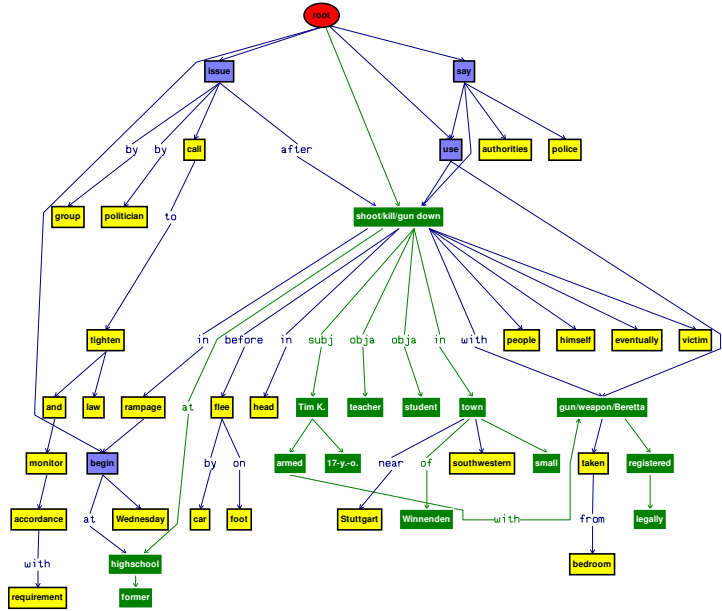 root
issue
say
by
by
call
after
use
authorities
police
group
politician
to
shoot/kill/gun down
tighten
in
before
in
subj
obja
obja
in
with
people
himself
eventually
victim
and
law
rampage
at
flee
head
Tim K.
teacher
student
town
gun/weapon/Beretta
monitor
begin
by
on
armed
17-y.-o.
near
of
southwestern
small
taken
registered
accordance
at
Wednesday
car
foot
Stuttgart
Winnenden
with
from
legally
with
highschool
bedroom
requirement
former